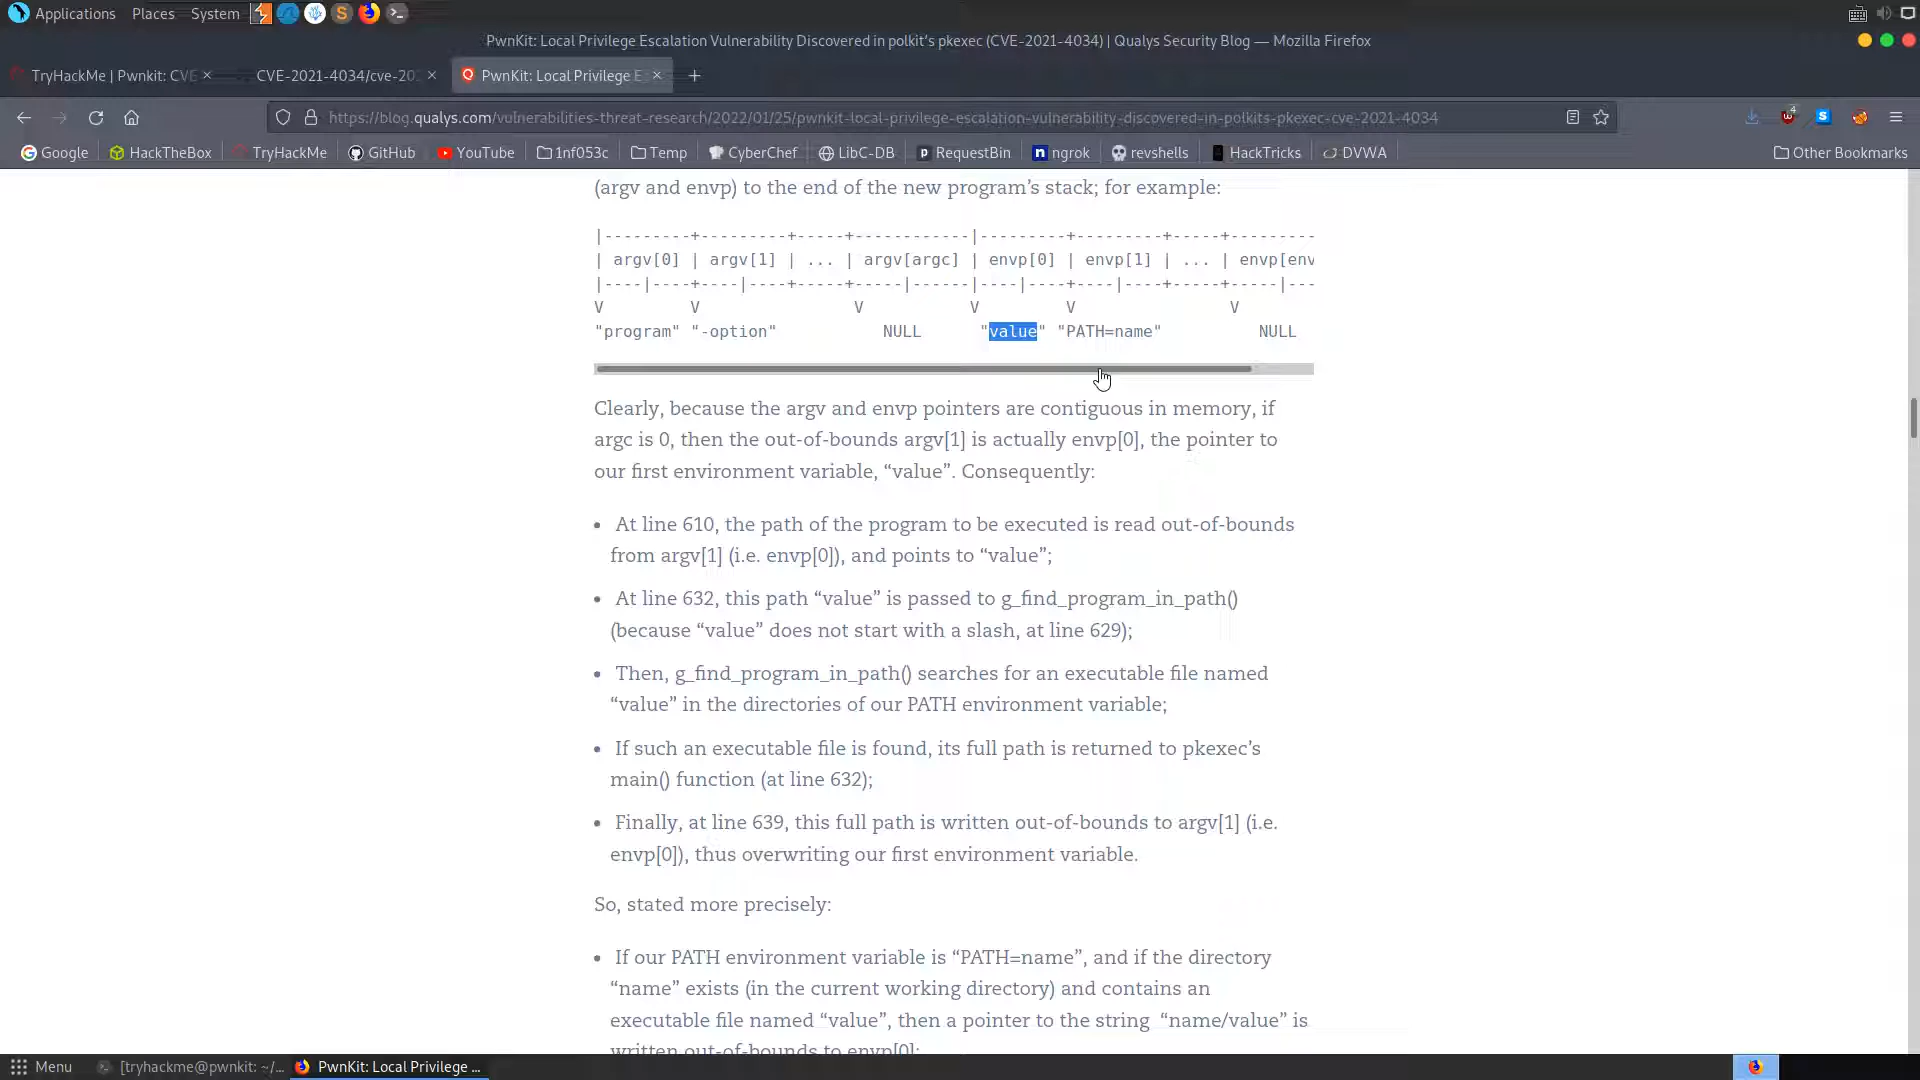 Applications Places System
PwnKit: Local Privilege Escalation Vulnerability Discovered in polkit's pkexec (CVE-2021-4034) | Qualys Security Blog — Mozilla Firefox
TryHackMe | Pwnkit: CVE × CVE-2021-4034/cve-202 × PwnKit: Local Privilege E ×
https://blog.qualys.com/vulnerabilities-threat-research/2022/01/25/pwnkit-local-privilege-escalation-vulnerability-discovered-in-polkits-pkexec-cve-2021-4034 4 S
Google HackTheBox TryHackMe GitHub YouTube 1nf053c Temp CyberChef LibC-DB RequestBin ngrok revshells HackTricks DVWA Other Bookmarks
(argv and envp) to the end of the new program’s stack; for example:
|---------+---------+-----+------------|---------+---------+-----+---------
| argv[0] | argv[1] | ... | argv[argc] | envp[0] | envp[1] | ... | envp[env
|----|----+----|----+-----+-----|------|----|----+----|----+-----+-----|---
V V V V V V
"program" "-option" NULL "value" "PATH=name" NULL
Clearly, because the argv and envp pointers are contiguous in memory, if
argc is 0, then the out-of-bounds argv[1] is actually envp[0], the pointer to
our first environment variable, “value”. Consequently:
• At line 610, the path of the program to be executed is read out-of-bounds
from argv[1] (i.e. envp[0]), and points to “value”;
• At line 632, this path “value” is passed to g_find_program_in_path()
(because “value” does not start with a slash, at line 629);
• Then, g_find_program_in_path() searches for an executable file named
“value” in the directories of our PATH environment variable;
• If such an executable file is found, its full path is returned to pkexec’s
main() function (at line 632);
• Finally, at line 639, this full path is written out-of-bounds to argv[1] (i.e.
envp[0]), thus overwriting our first environment variable.
So, stated more precisely:
• If our PATH environment variable is “PATH=name”, and if the directory
“name” exists (in the current working directory) and contains an
executable file named “value”, then a pointer to the string “name/value” is
written out-of-bounds to envp[0];
Menu [tryhackme@pwnkit: ~/... PwnKit: Local Privilege ...